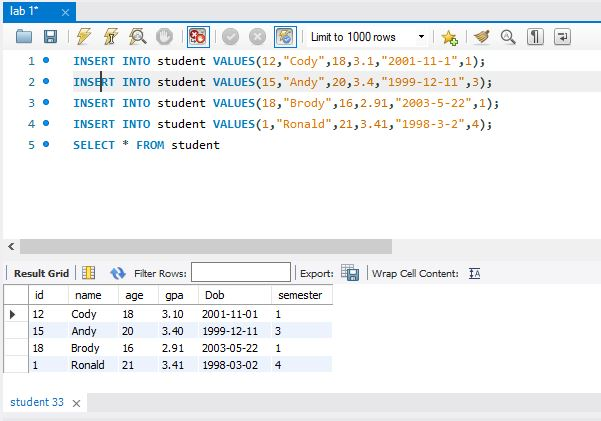 lab 1*
Limit to 1000 rows
1 INSERT INTO student VALUES(12,"Cody",18,3.1,"2001-11-1",1);
2 INSERT INTO student VALUES(15,"Andy",20,3.4,"1999-12-11",3);
3 INSERT INTO student VALUES(18,"Brody",16,2.91,"2003-5-22",1);
4 INSERT INTO student VALUES(1,"Ronald",21,3.41,"1998-3-2",4);
5 SELECT * FROM student
Result Grid Filter Rows: Export: Wrap Cell Content:
id name age gpa Dob semester
12 Cody 18 3.10 2001-11-01 1
15 Andy 20 3.40 1999-12-11 3
18 Brody 16 2.91 2003-05-22 1
1 Ronald 21 3.41 1998-03-02 4
student 33